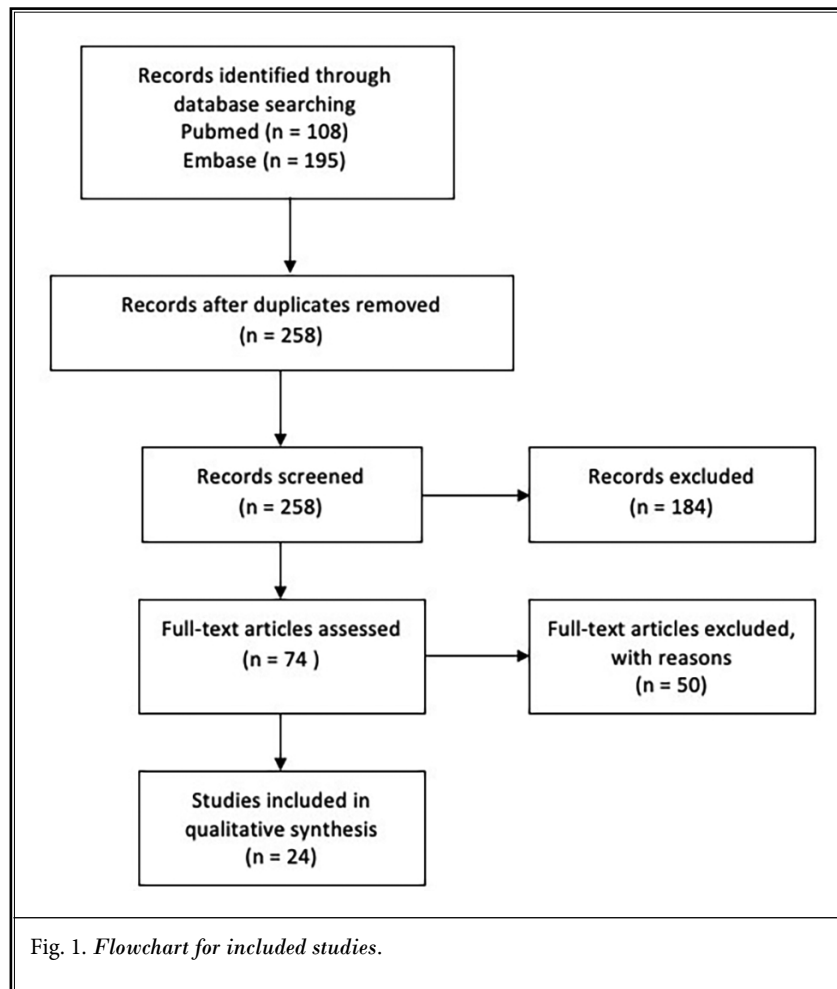 Records identified through
database searching
Pubmed (n = 108)
Embase (n = 195)
Records after duplicates removed
(n = 258)
Records screened
(n = 258)
Records excluded
(n = 184)
Full-text articles assessed
(n = 74 )
Full-text articles excluded,
with reasons
(n = 50)
Studies included in
qualitative synthesis
(n = 24)
Fig. 1. Flowchart for included studies.